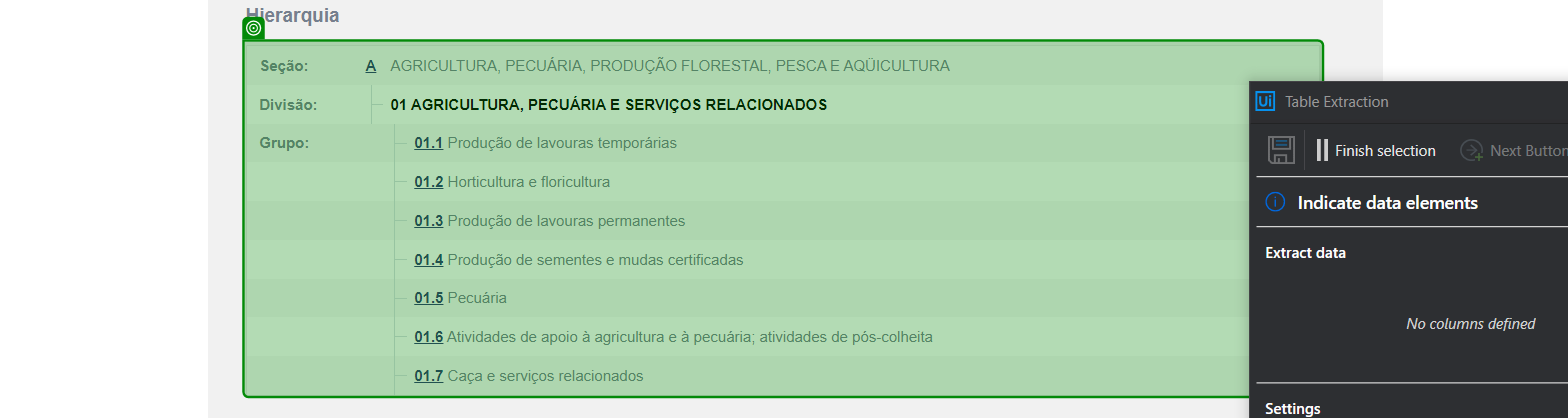 Hierarquia
Seção: A AGRICULTURA, PECUÁRIA, PRODUÇÃO FLORESTAL, PESCA E AQÜICULTURA
Divisão: 01 AGRICULTURA, PECUÁRIA E SERVIÇOS RELACIONADOS
Grupo: 01.1 Produção de lavouras temporárias
01.2 Horticultura e floricultura
01.3 Produção de lavouras permanentes
01.4 Produção de sementes e mudas certificadas
01.5 Pecuária
01.6 Atividades de apoio à agricultura e à pecuária; atividades de pós-colheita
01.7 Caça e serviços relacionados
Ui Table Extraction
Finish selection Next Button
Indicate data elements
Extract data
No columns defined
Settings